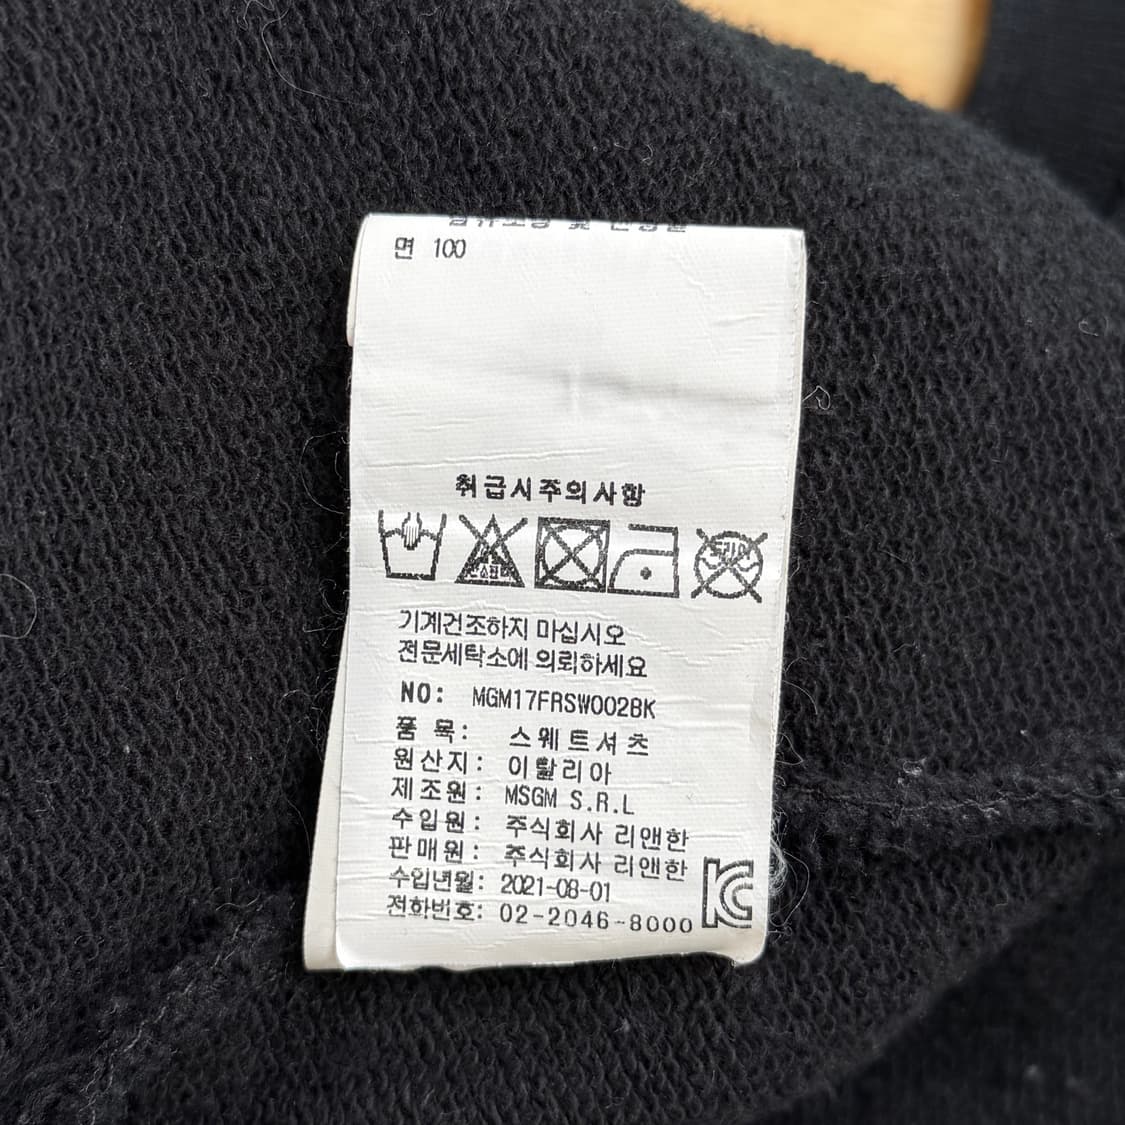 면 100
취급시주의사항
드라이
기계건조하지 마십시오
전문세탁소에 의뢰하세요
NO: MGM17FRSW002BK
품 목: 스웨트셔츠
원산지: 이탈리아
제조원: MSGM S.R.L
수입원: 주식회사 리앤한
판매원: 주식회사 리앤한
수입년월: 2021-08-01
전화번호: 02-2046-8000